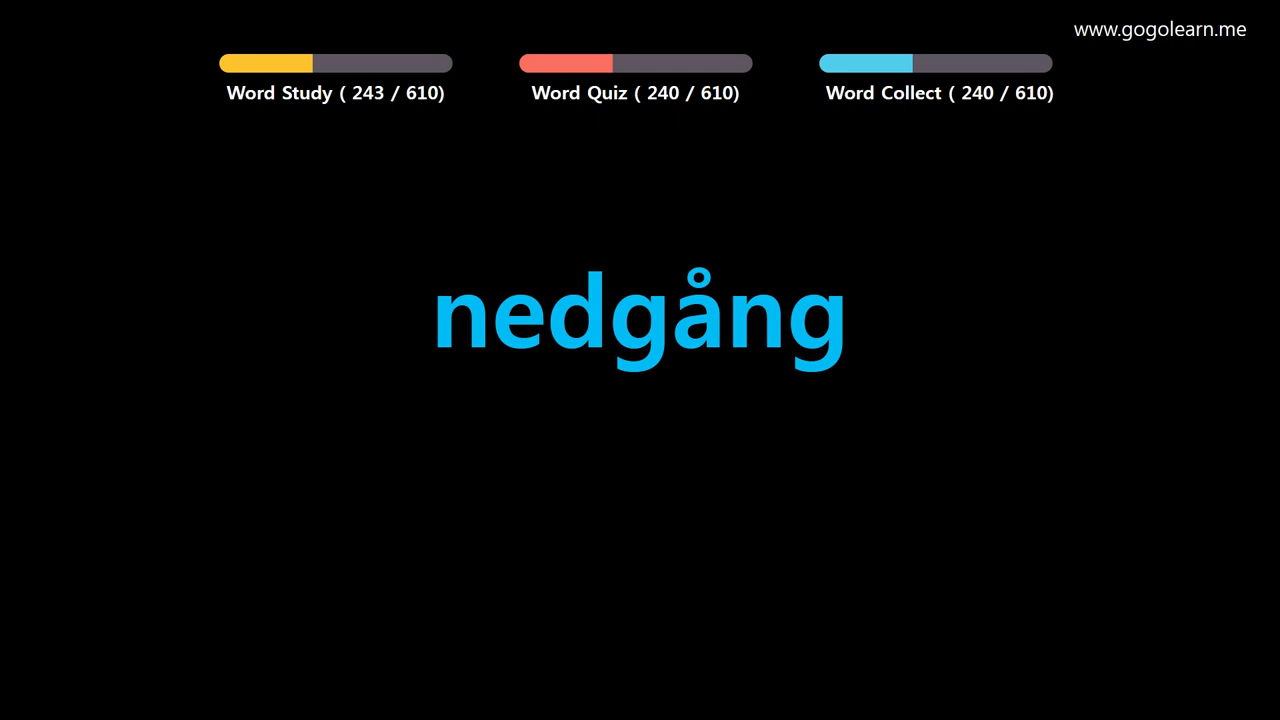 www.gogolearn.me
Word Study ( 243 / 610)
Word Quiz ( 240 / 610)
Word Collect ( 240 / 610)
nedgång